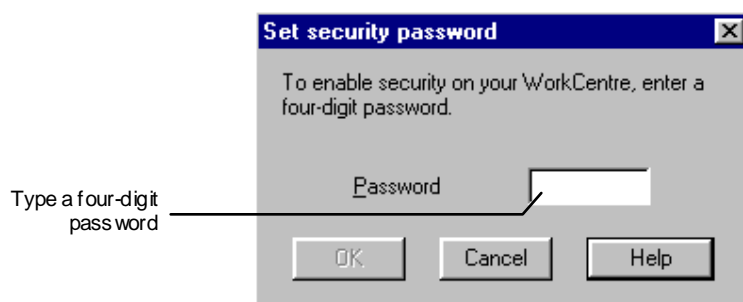 Set security password
To enable security on your WorkCentre, enter a
four-digit password.
Type a four-digit
password
Password
OK
Cancel
Help